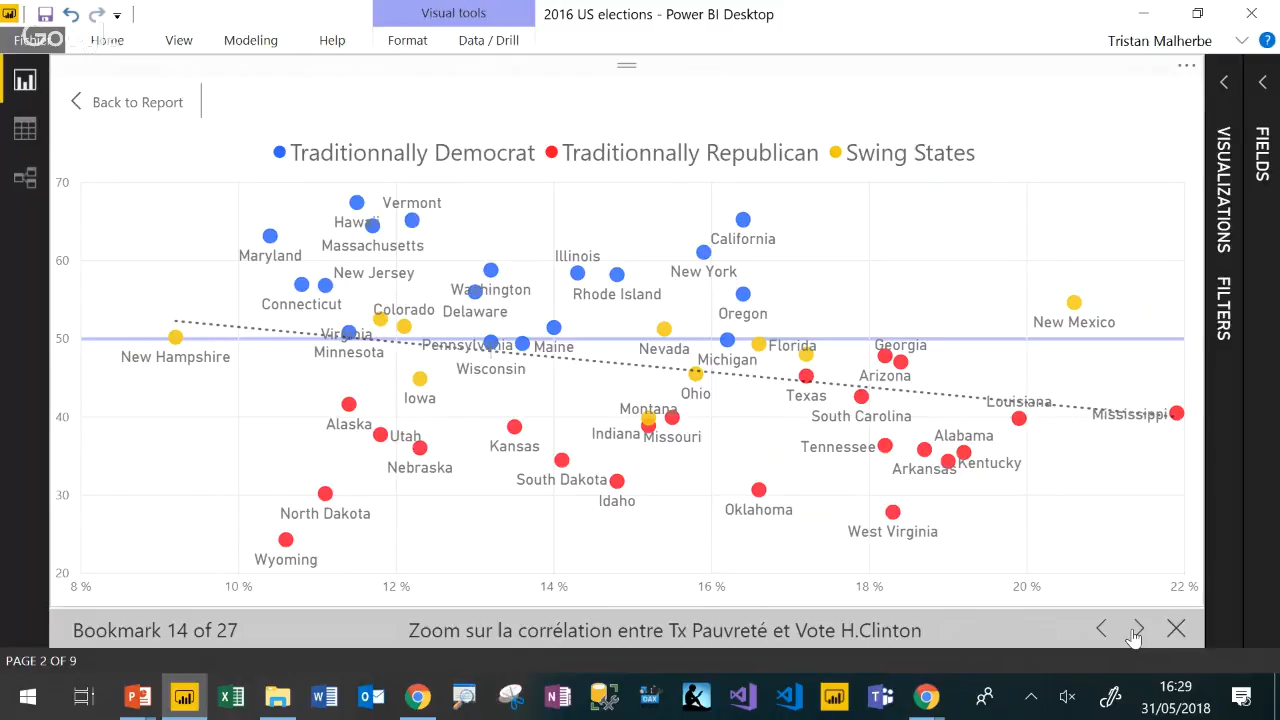 Visual tools
2016 US elections - Power BI Desktop
Go
Home
View
Modeling
Help
Format
Data / Drill
Tristan Malherbe
?
Back to Report
Traditionnally Democrat
Traditionnally Republican
Swing States
70
60
50
40
30
20
Vermont
Hawaii
Massachusetts
Maryland
California
Illinois
New Jersey
New York
Washington
Rhode Island
Connecticut
Colorado
Delaware
Oregon
New Mexico
Virginia
Minnesota
Pennsylvania
Maine
Nevada
Florida
Georgia
New Hampshire
Wisconsin
Michigan
Arizona
Iowa
Ohio
Texas
Montana
South Carolina
Louisiana
Mississippi
Alaska
Utah
Indiana
Missouri
Kansas
Tennessee
Alabama
Nebraska
Arkansas
Kentucky
South Dakota
Idaho
North Dakota
Oklahoma
West Virginia
Wyoming
8 %
10 %
12 %
14 %
16 %
18 %
20 %
22 %
VISUALIZATIONS
FILTERS
FIELDS
Bookmark 14 of 27
Zoom sur la corrélation entre Tx Pauvreté et Vote H.Clinton
PAGE 2 OF 9
16:29
31/05/2018